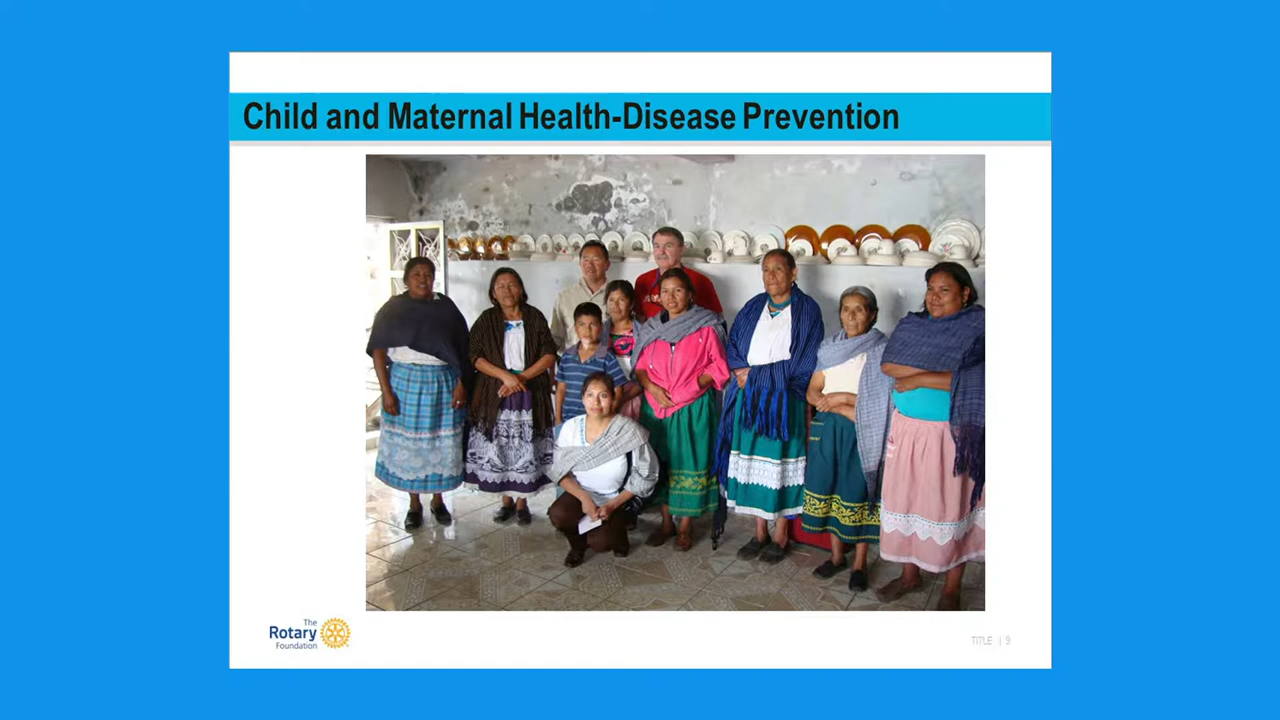 Child and Maternal Health-Disease Prevention
The
Rotary
Foundation
TITLE | 9